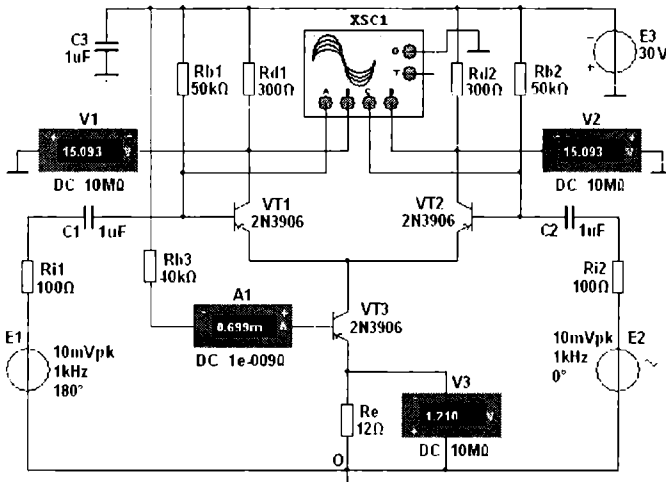 XSC1
C3
1uF
Rb1
50kΩ
Rd1
300Ω
G
T
A
B
C
Rd2
300Ω
Rb2
50kΩ
E3
30V
V1
15.093
V
DC 10MΩ
V2
15.093
V
DC 10MΩ
C1
1uF
VT1
2N3906
VT2
2N3906
C2
1uF
Ri1
100Ω
Rb3
40kΩ
A1
0.699m
A
DC 1e-009Ω
VT3
2N3906
Ri2
100Ω
E1
10mVpk
1kHz
180°
10mVpk
1kHz
0°
E2
Re
12Ω
V3
1.210
V
DC 10MΩ
O